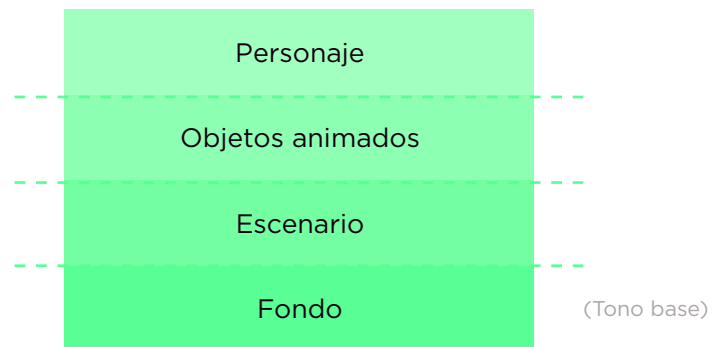 Personaje
Objetos animados
Escenario
Fondo
(Tono base)